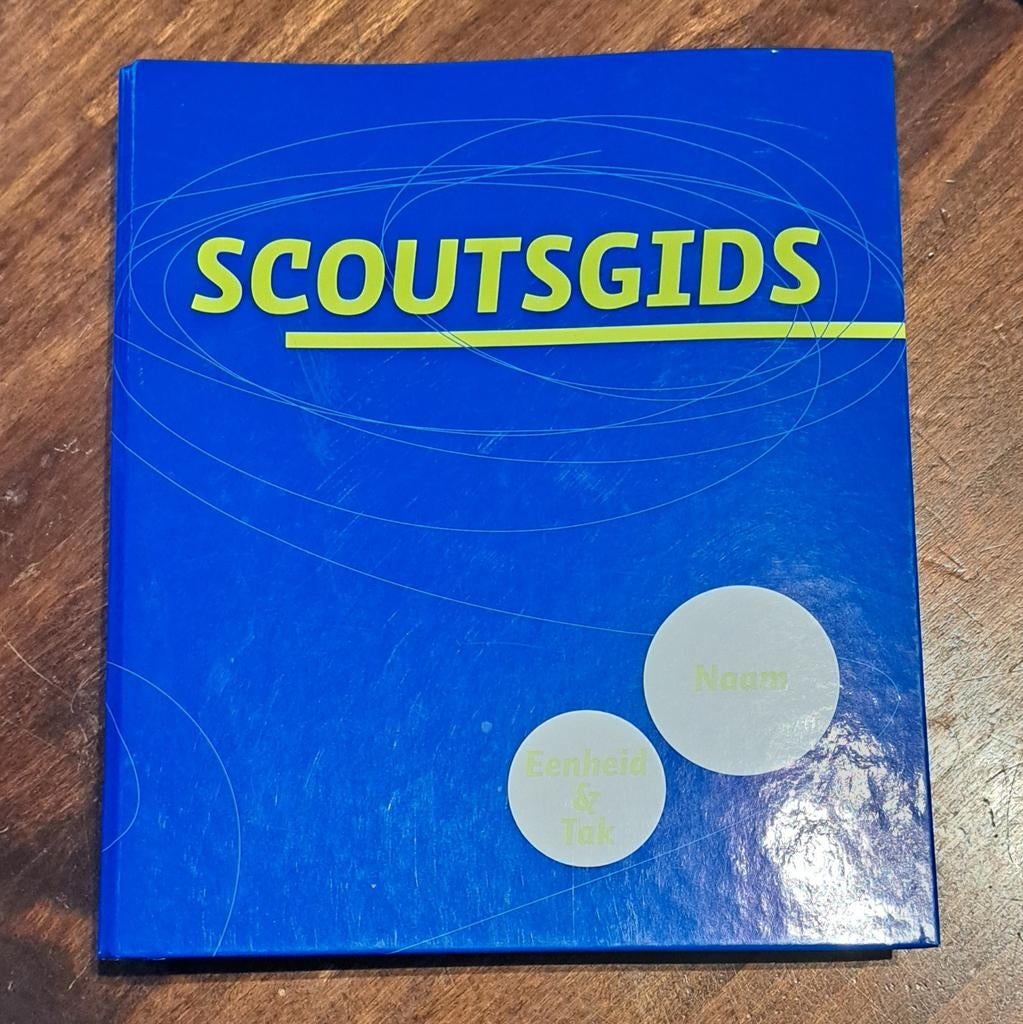 SCOUTSGIDS
Naam
Eenheid
&
Tak